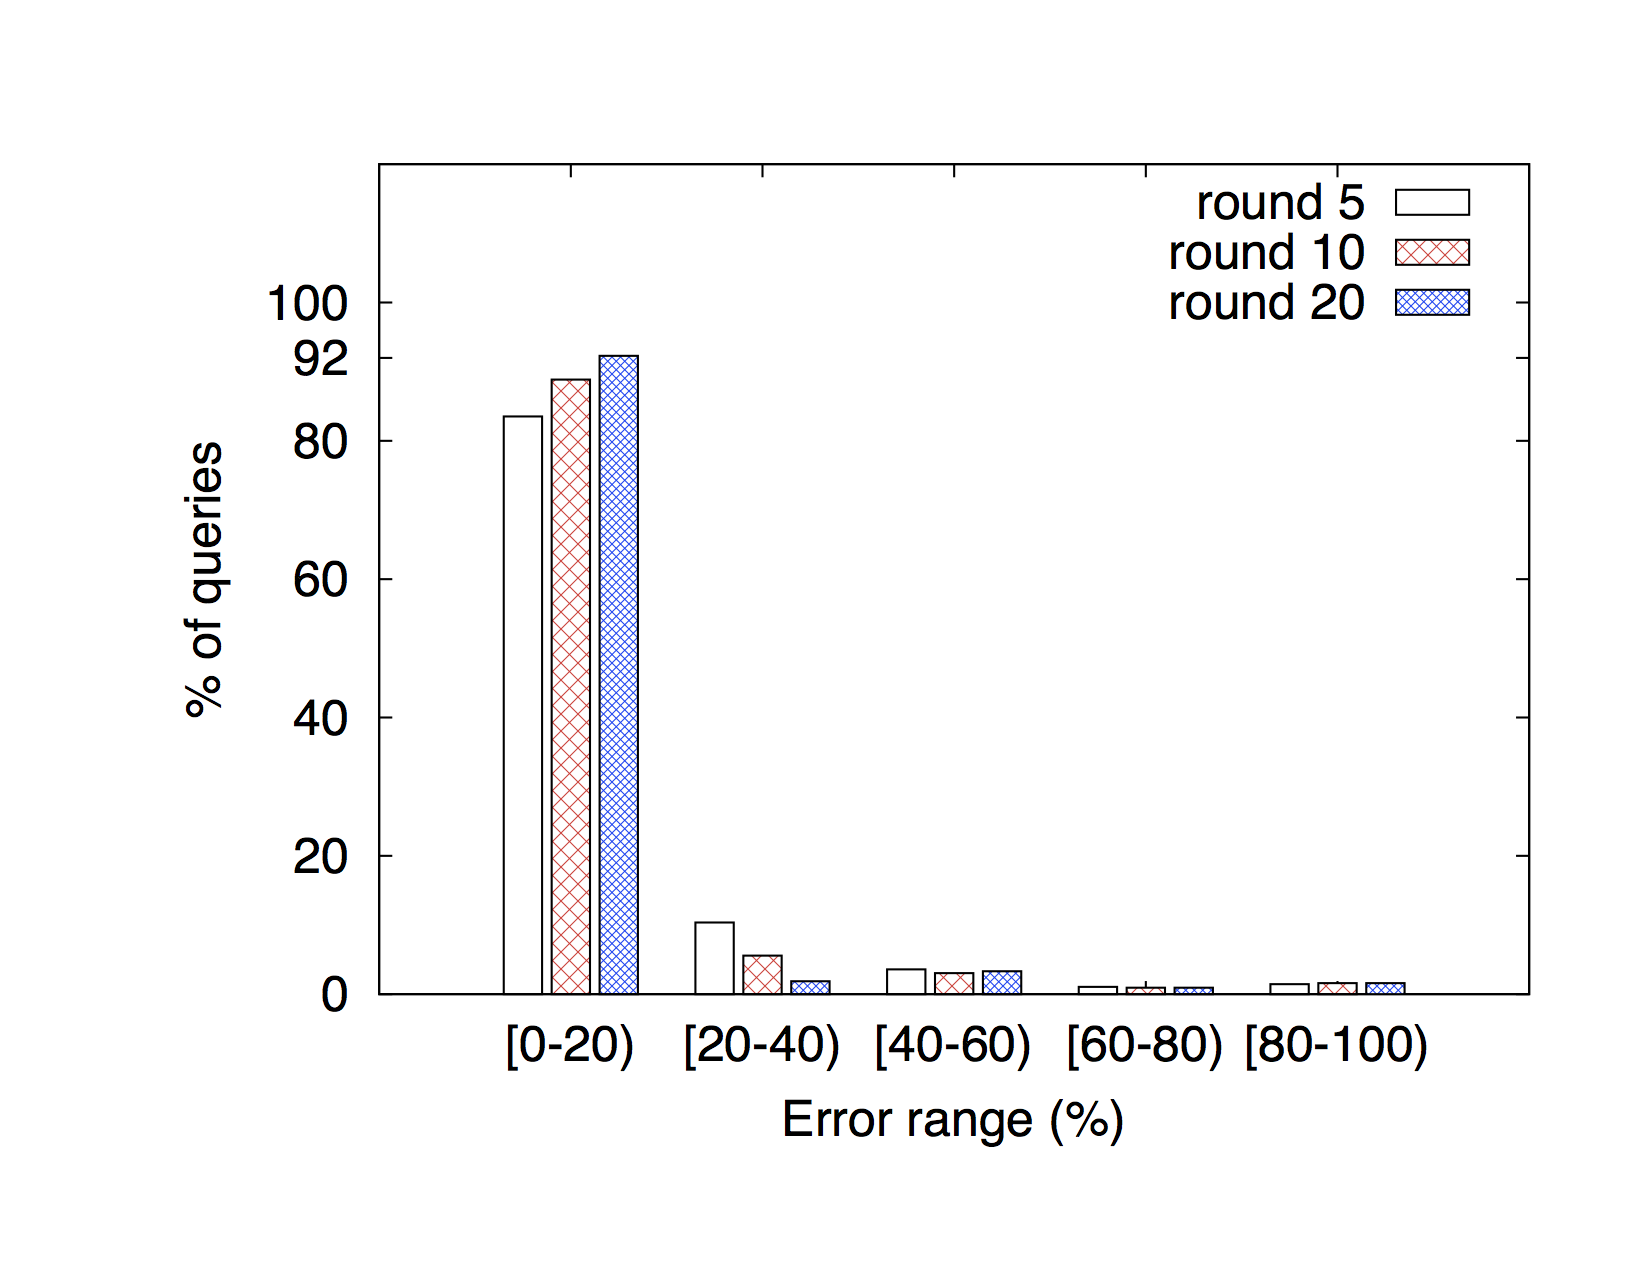 round 5
round 10
round 20
100
92
80
60
40
20
0
% of queries
[0-20) [20-40) [40-60) [60-80) [80-100)
Error range (%)